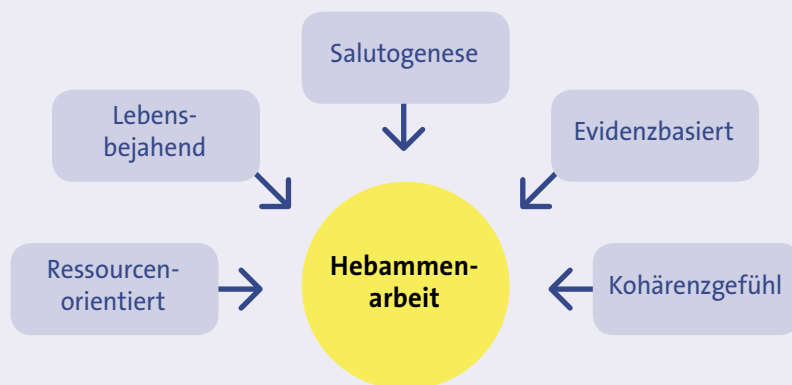 Salutogenese
Lebens-
bejahend
Evidenzbasiert
Ressourcen-
orientiert
Hebammen-
arbeit
Kohärenzgefühl